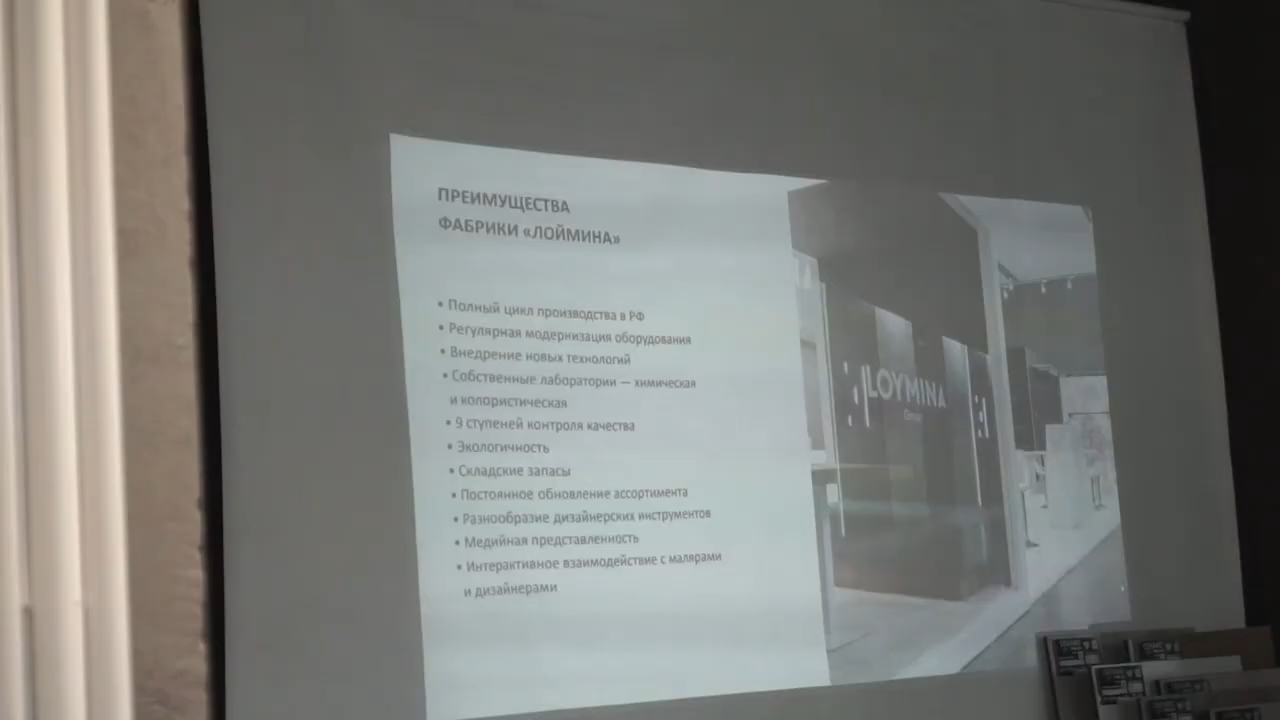 ПРЕИМУЩЕСТВА
ФАБРИКИ «ЛОЙМИНА»
• Полный цикл производства в РФ
• Регулярная модернизация оборудования
• Внедрение новых технологий
• Собственные лаборатории — химическая
и колористическая
• 9 ступеней контроля качества
• Экологичность
• Складские запасы
• Постоянное обновление ассортимента
• Разнообразие дизайнерских инструментов
• Медийная представленность
• Интерактивное взаимодействие с малярами
и дизайнерами
LOYMINA